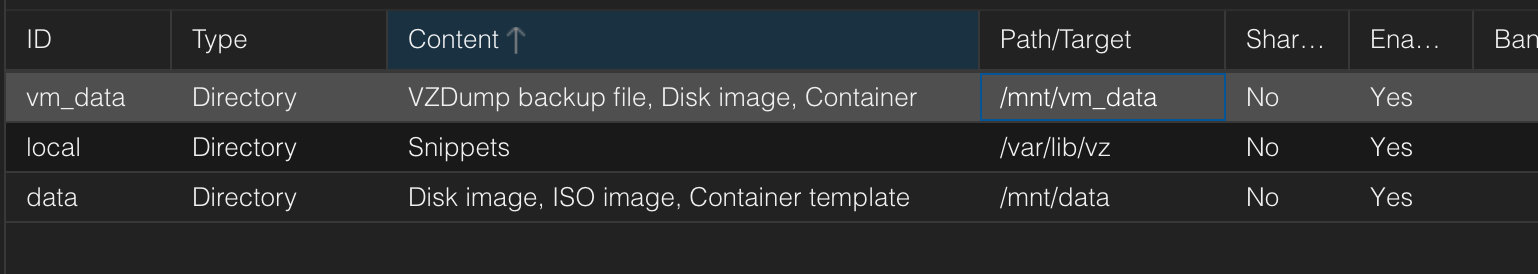 ID Type Content ↑ Path/Target Shar... Ena... Ban
vm_data Directory VZDump backup file, Disk image, Container /mnt/vm_data No Yes
local Directory Snippets /var/lib/vz No Yes
data Directory Disk image, ISO image, Container template /mnt/data No Yes